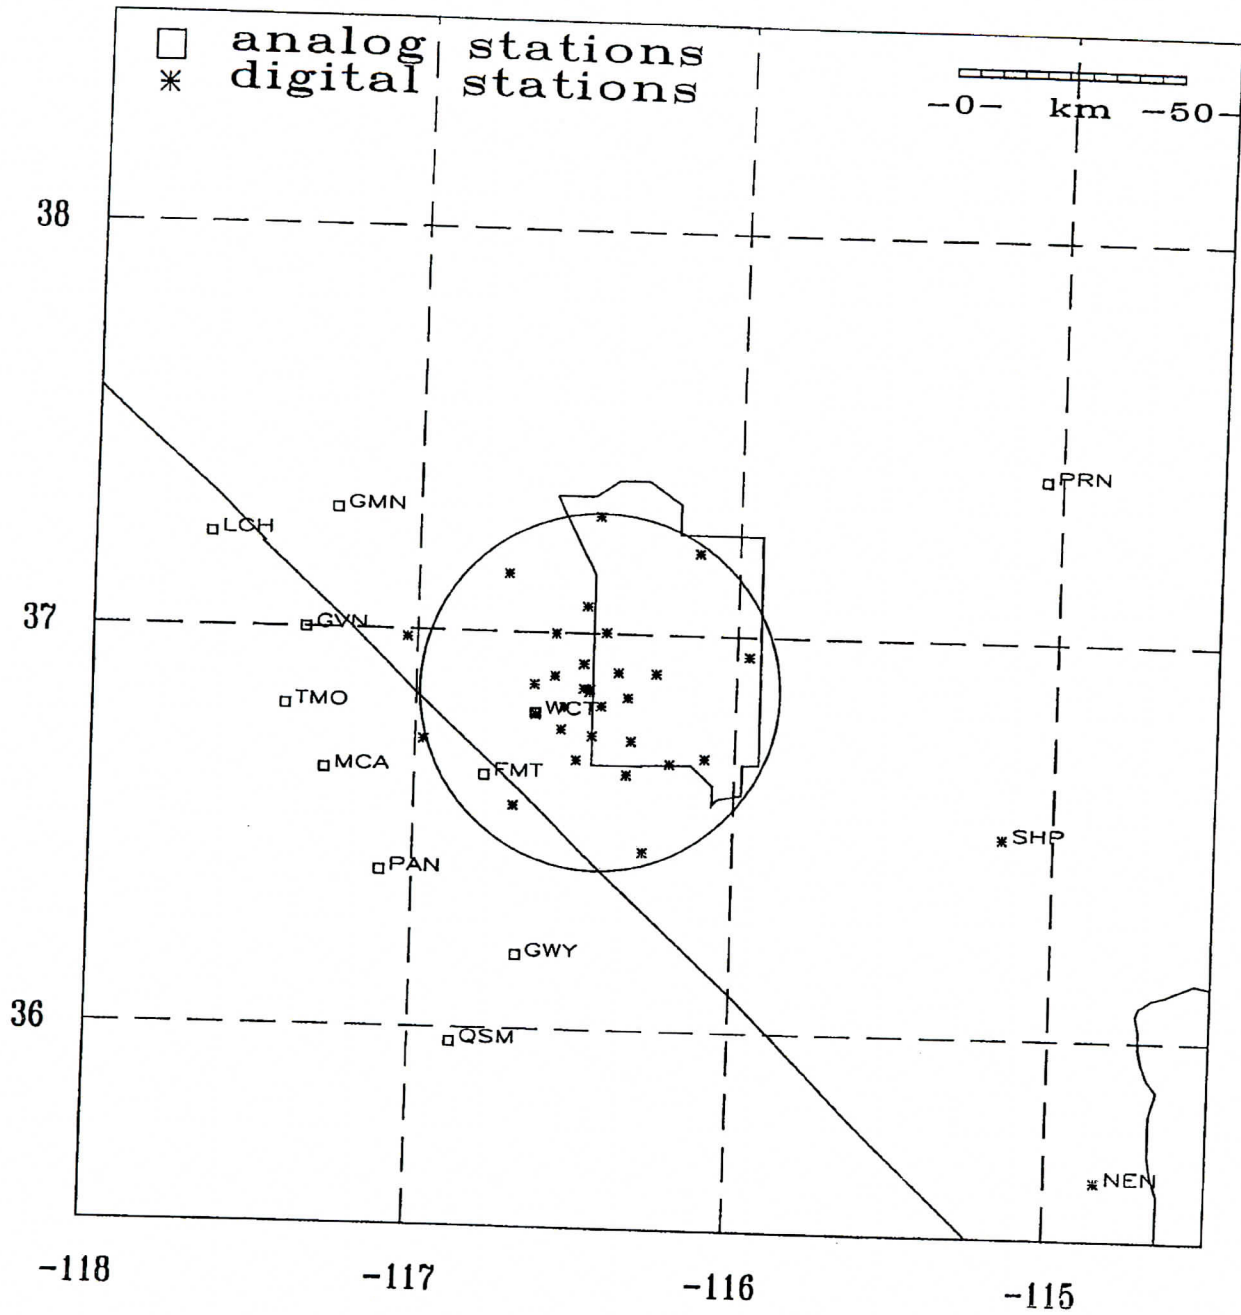 analog stations
digital stations
-0- km -50-
38
PRN
GMN
LCH
37
GVN
TMO
WCT
MCA
FMT
SHP
PAN
GWY
36
QSM
NEN
-118
-117
-116
-115